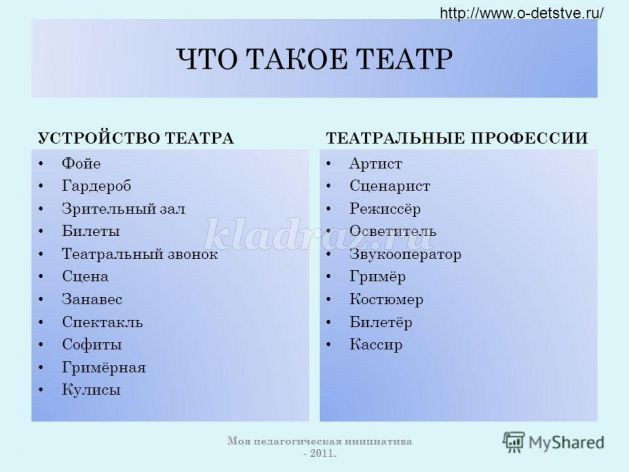 http://www.o-detstve.ru/
ЧТО ТАКОЕ ТЕАТР
УСТРОЙСТВО ТЕАТРА
• Фойе
• Гардероб
• Зрительный зал
• Билеты
• Театральный звонок
• Сцена
• Занавес
• Спектакль
• Софиты
• Гримёрная
• Кулисы
ТЕАТРАЛЬНЫЕ ПРОФЕССИИ
• Артист
• Сценарист
• Режиссёр
• Осветитель
• Звукооператор
• Гримёр
• Костюмер
• Билетёр
• Кассир
kladraz.ru
Моя педагогическая инициатива
- 2011.
MyShared